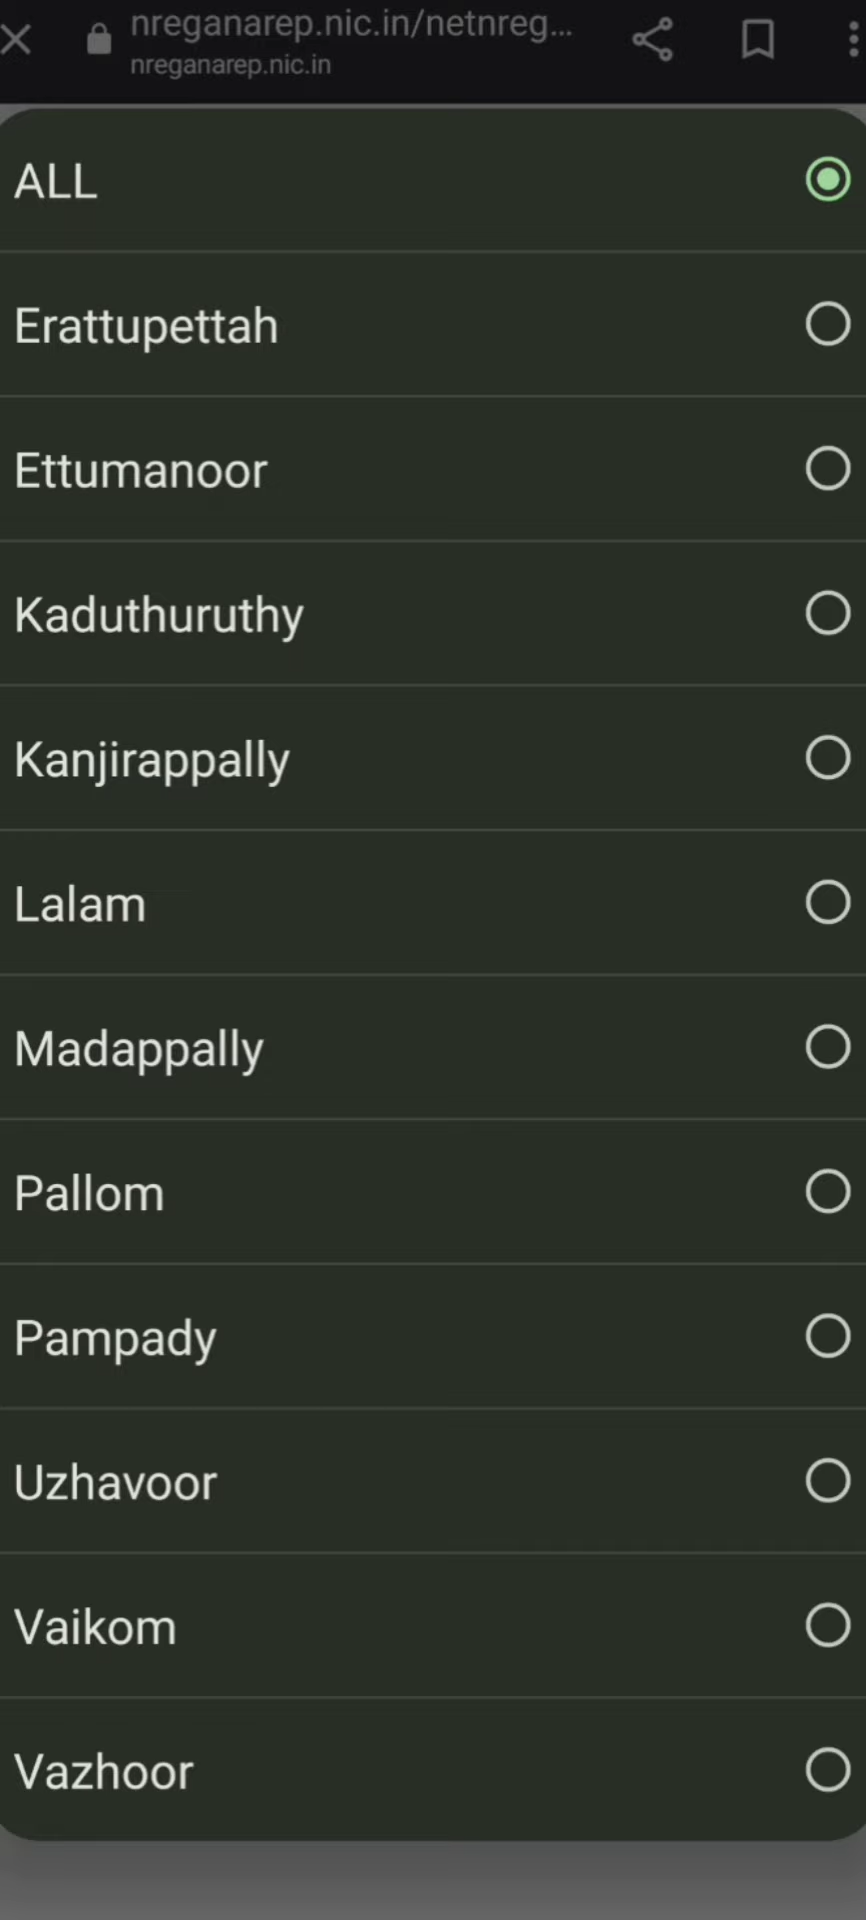 nreganarep.nic.in/netnreg...
nreganarep.nic.in
ALL
Erattupettah
Ettumanoor
Kaduthuruthy
Kanjirappally
Lalam
Madappally
Pallom
Pampady
Uzhavoor
Vaikom
Vazhoor